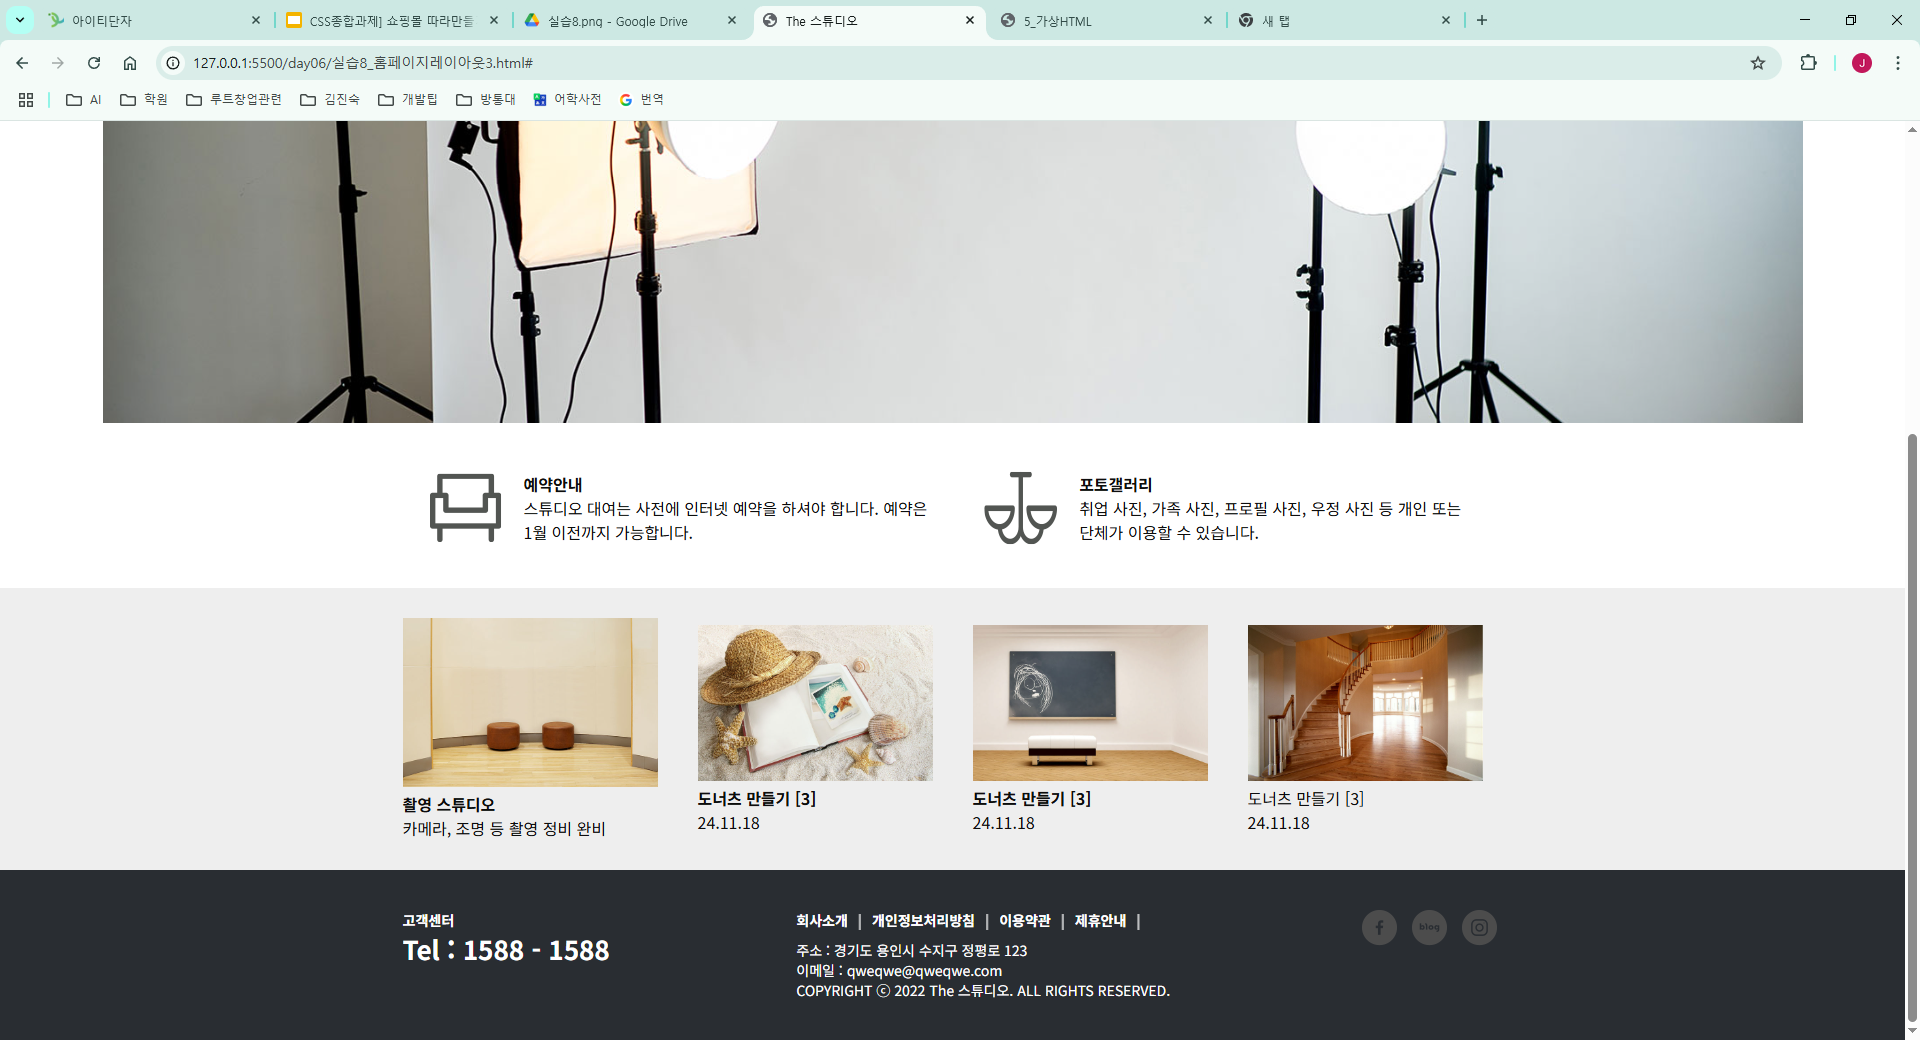 아이티단자
CSS종합과제] 쇼핑몰 따라만들
실습8.png - Google Drive
The 스튜디오
5_가상HTML
새 탭
127.0.0.1:5500/day06/실습8_홈페이지레이아웃3.html#
J
AI
학원
루트창업관련
김진숙
개발팁
방통대
어학사전
번역
예약안내
스튜디오 대여는 사전에 인터넷 예약을 하셔야 합니다. 예약은
1월 이전까지 가능합니다.
포토갤러리
취업 사진, 가족 사진, 프로필 사진, 우정 사진 등 개인 또는
단체가 이용할 수 있습니다.
촬영 스튜디오
카메라, 조명 등 촬영 정비 완비
도너츠 만들기 [3]
24.11.18
도너츠 만들기 [3]
24.11.18
도너츠 만들기 [3]
24.11.18
고객센터
Tel : 1588 - 1588
회사소개 | 개인정보처리방침 | 이용약관 | 제휴안내 |
주소 : 경기도 용인시 수지구 정평로 123
이메일 : qweqwe@qweqwe.com
COPYRIGHT ⓒ 2022 The 스튜디오. ALL RIGHTS RESERVED.
blog